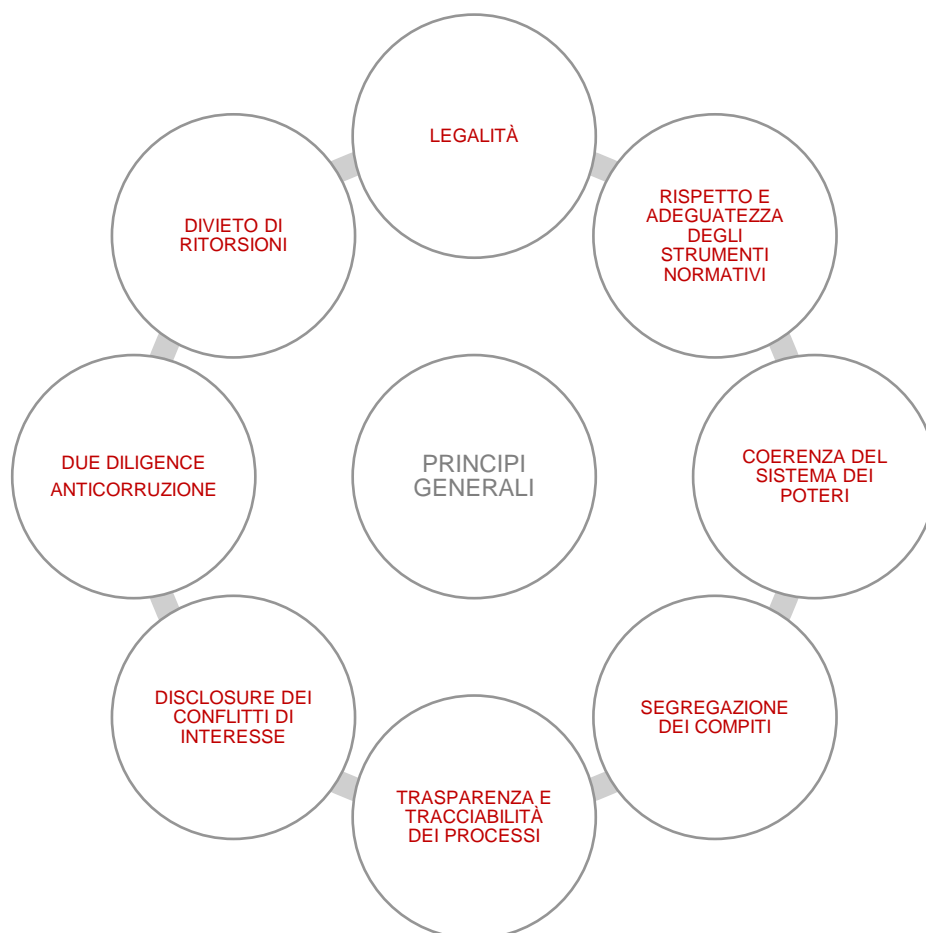 LEGALITÀ
RISPETTO E
ADEGUATEZZA
DEGLI
STRUMENTI
NORMATIVI
COERENZA DEL
SISTEMA DEI
POTERI
SEGREGAZIONE
DEI COMPITI
TRASPARENZA E
TRACCIABILITÀ
DEI PROCESSI
DISCLOSURE DEI
CONFLITTI DI
INTERESSE
DUE DILIGENCE
ANTICORRUZIONE
DIVIETO DI
RITORSIONI
PRINCIPI
GENERALI